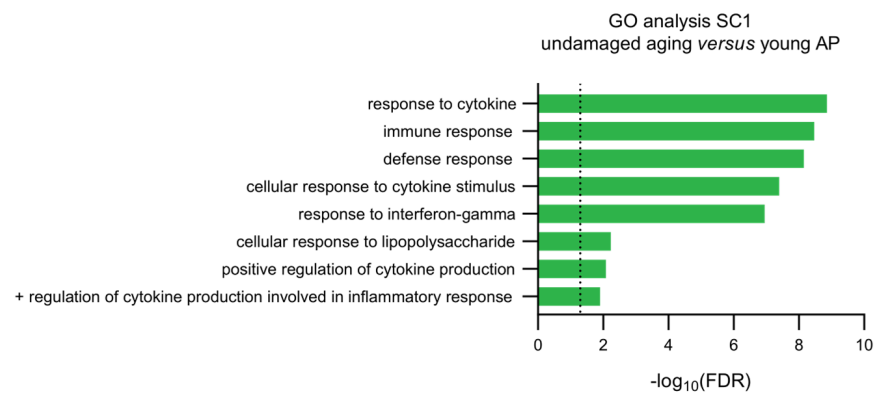 GO analysis SC1
undamaged aging versus young AP
response to cytokine
immune response
defense response
cellular response to cytokine stimulus
response to interferon-gamma
cellular response to lipopolysaccharide
positive regulation of cytokine production
+ regulation of cytokine production involved in inflammatory response
0 2 4 6 8 10
-log₁₀(FDR)